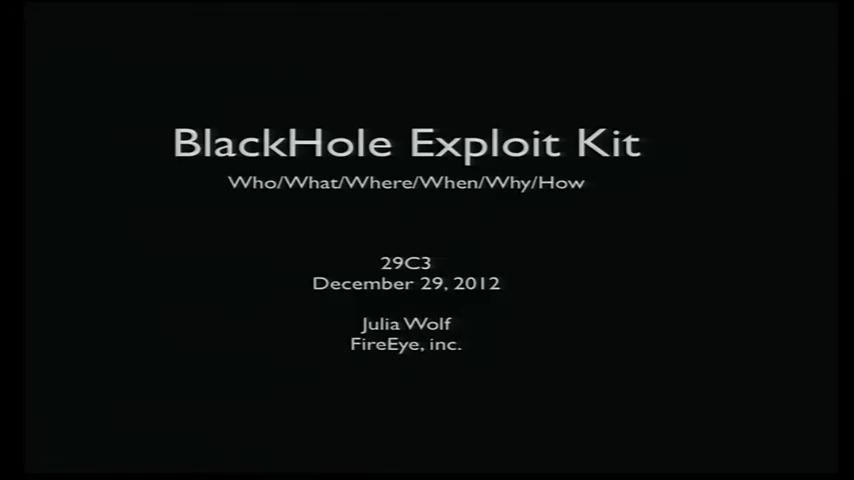 BlackHole Exploit Kit
Who/What/Where/When/Why/How
29C3
December 29, 2012
Julia Wolf
FireEye, inc.